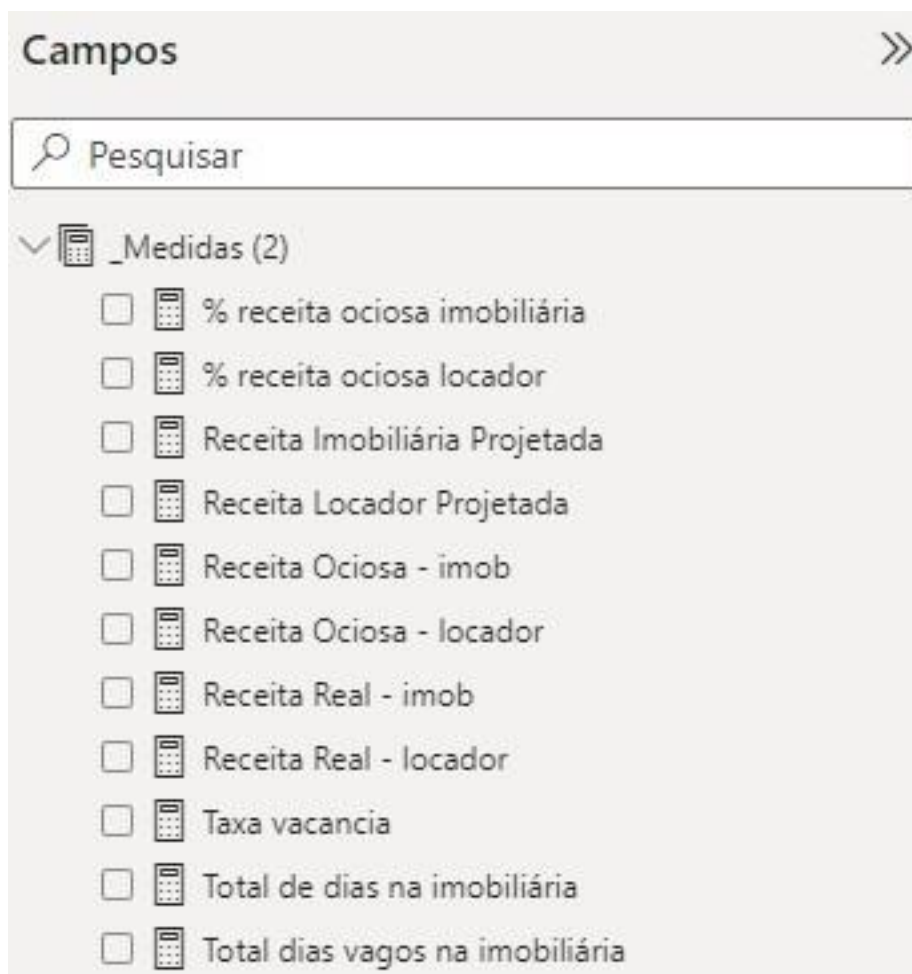 Campos
Pesquisar
_Medidas (2)
% receita ociosa imobiliária
% receita ociosa locador
Receita Imobiliária Projetada
Receita Locador Projetada
Receita Ociosa - imob
Receita Ociosa - locador
Receita Real - imob
Receita Real - locador
Taxa vacancia
Total de dias na imobiliária
Total dias vagos na imobiliária